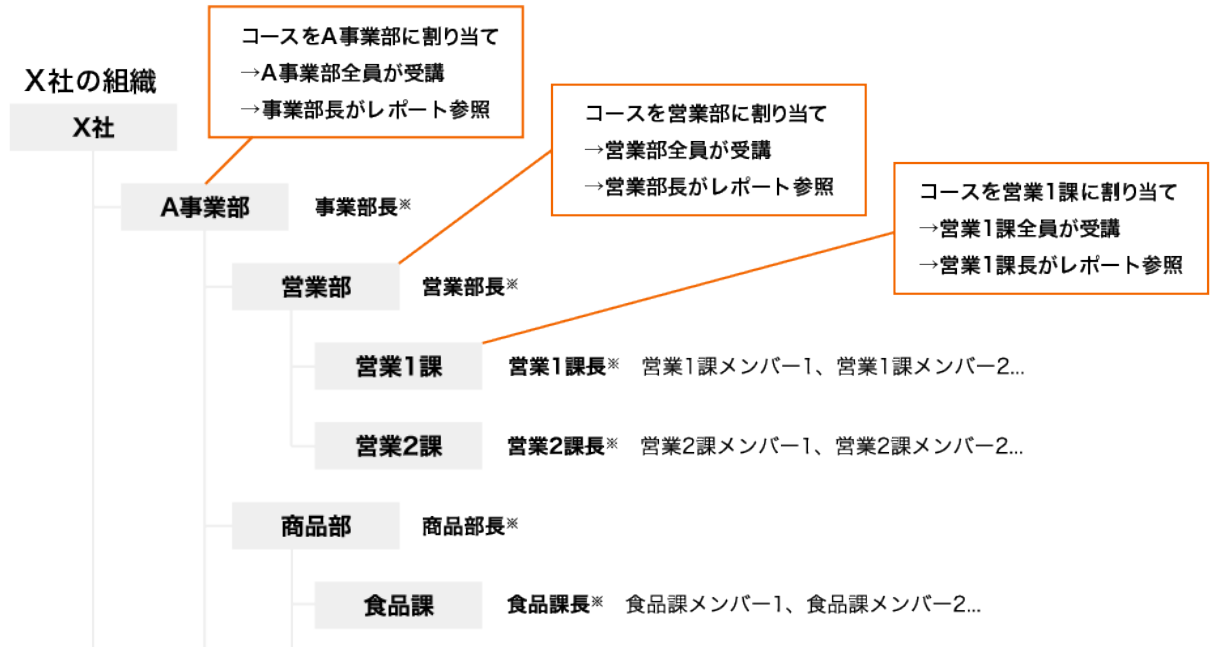 X社の組織
X社
コースをA事業部に割り当て
→A事業部全員が受講
→事業部長がレポート参照
コースを営業部に割り当て
→営業部全員が受講
→営業部長がレポート参照
コースを営業1課に割り当て
→営業1課全員が受講
→営業1課長がレポート参照
A事業部 事業部長※
営業部 営業部長※
営業1課 営業1課長※ 営業1課メンバー1、営業1課メンバー2...
営業2課 営業2課長※ 営業2課メンバー1、営業2課メンバー2...
商品部 商品部長※
食品課 食品課長※ 食品課メンバー1、食品課メンバー2...